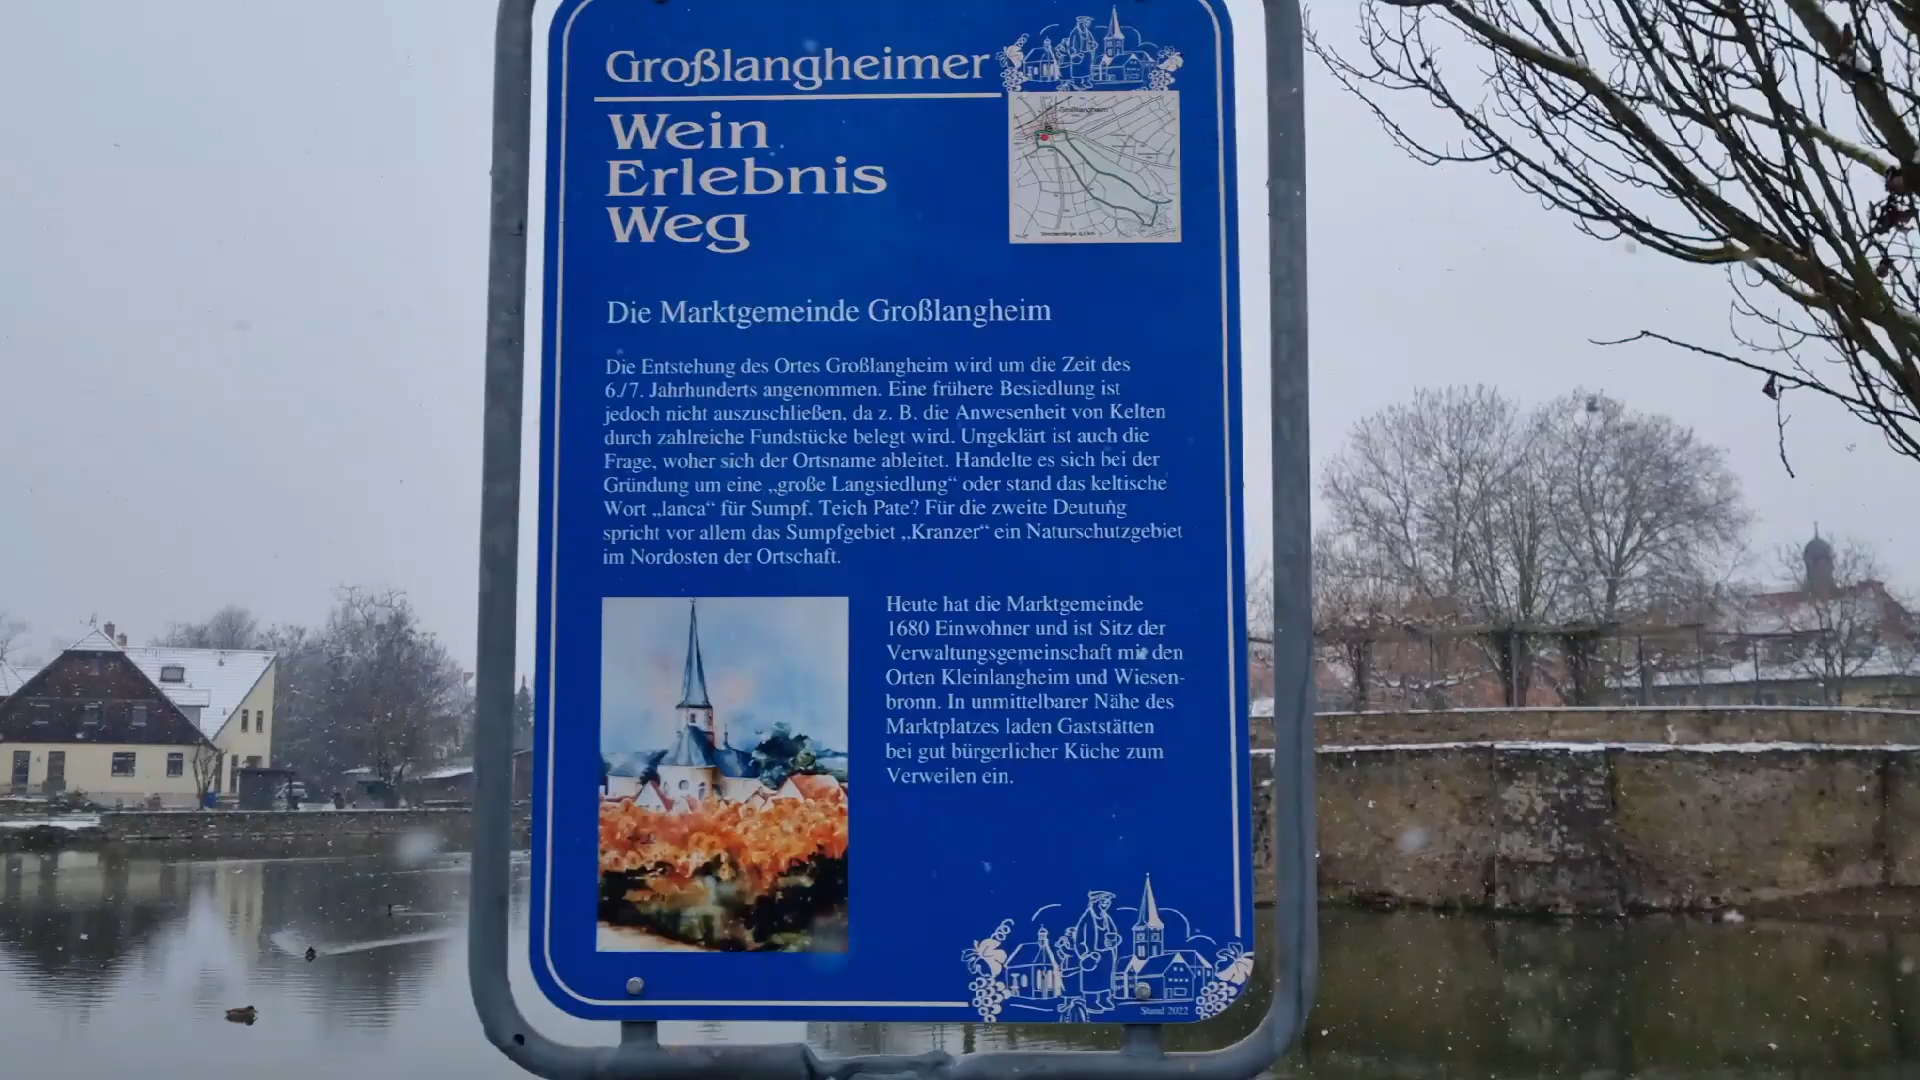 Großlangheimer
Wein
Erlebnis
Weg
Großlangheim
Die Marktgemeinde Großlangheim
Die Entstehung des Ortes Großlangheim wird um die Zeit des
6./7. Jahrhunderts angenommen. Eine frühere Besiedlung ist
jedoch nicht auszuschließen, da z. B. die Anwesenheit von Kelten
durch zahlreiche Fundstücke belegt wird. Ungeklärt ist auch die
Frage, woher sich der Ortsname ableitet. Handelte es sich bei der
Gründung um eine „große Langsiedlung“ oder stand das keltische
Wort „lanca“ für Sumpf, Teich Pate? Für die zweite Deutung
spricht vor allem das Sumpfgebiet „Kranzer“ ein Naturschutzgebiet
im Nordosten der Ortschaft.
Heute hat die Marktgemeinde
1680 Einwohner und ist Sitz der
Verwaltungsgemeinschaft mit den
Orten Kleinlangheim und Wiesen-
bronn. In unmittelbarer Nähe des
Marktplatzes laden Gaststätten
bei gut bürgerlicher Küche zum
Verweilen ein.
Stand 2022